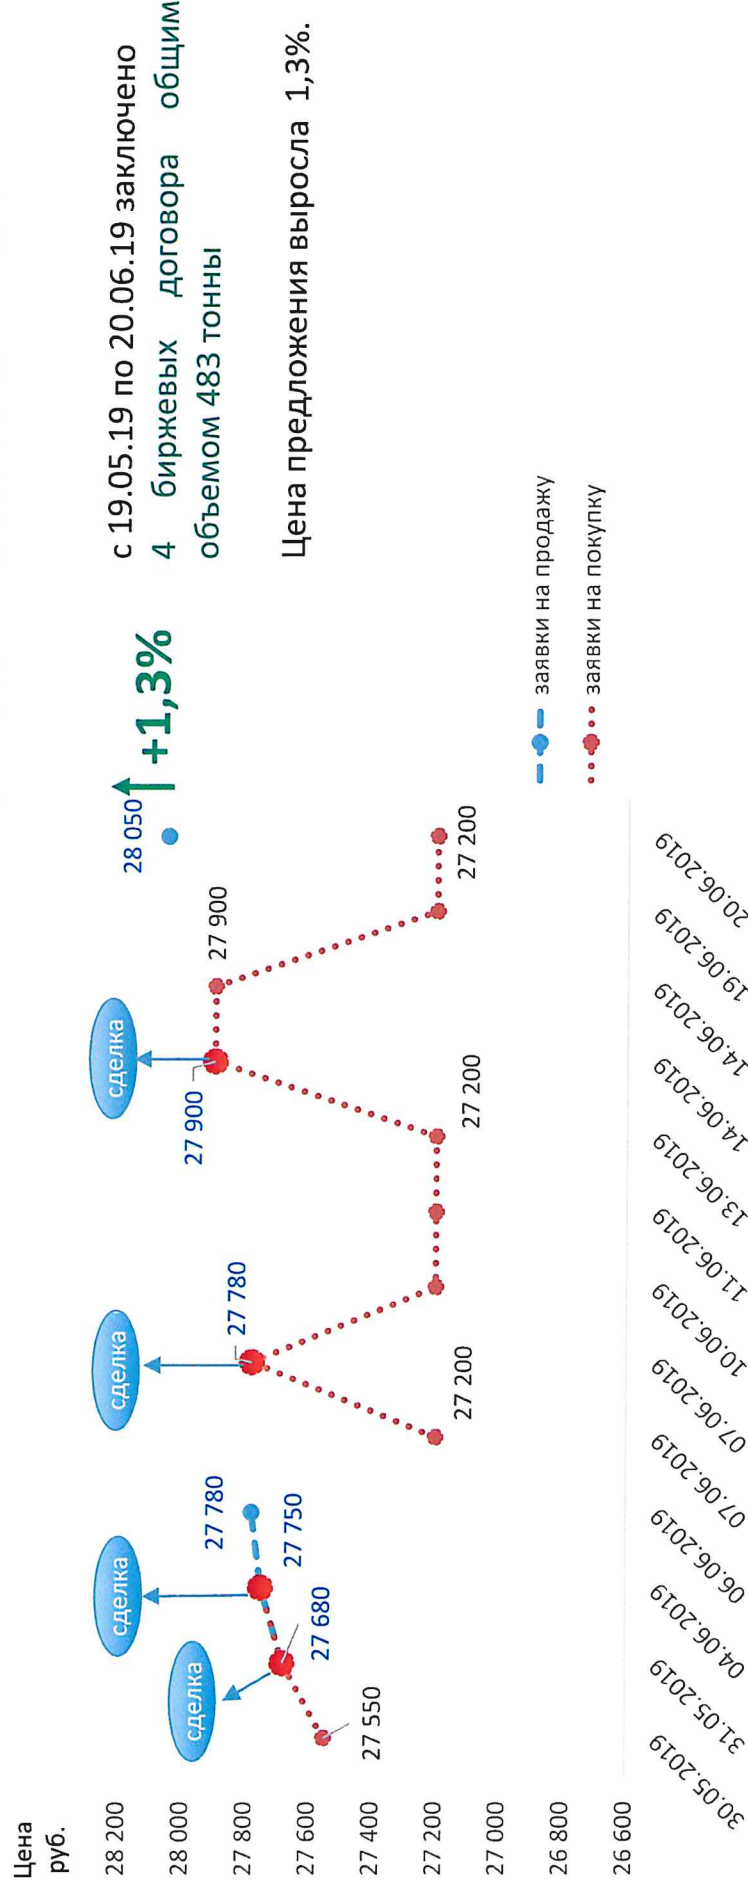 Цена
руб.
28 200
28 000
27 800
27 600
27 400
27 200
27 000
26 800
26 600
сделка
сделка
сделка
сделка
27 550
27 680
27 750
27 780
27 200
27 780
27 200
27 900
27 900
27 200
28 050
+1,3%
30.05.2019
31.05.2019
04.06.2019
06.06.2019
07.06.2019
07.06.2019
10.06.2019
11.06.2019
13.06.2019
14.06.2019
14.06.2019
19.06.2019
20.06.2019
заявки на продажу
заявки на покупку
с 19.05.19 по 20.06.19 заключено
4 биржевых договора общим
объемом 483 тонны
Цена предложения выросла 1,3%.